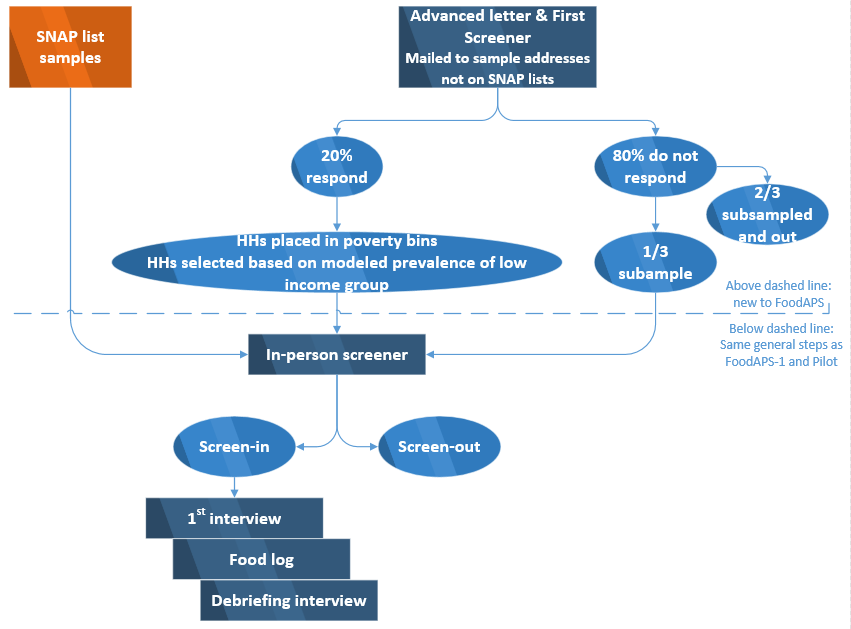 SNAP list
samples
Advanced letter & First
Screener
Mailed to sample addresses
not on SNAP lists
20%
respond
80% do not
respond
2/3
subsampled
and out
HHs placed in poverty bins
HHs selected based on modeled prevalence of low
income group
1/3
subample
Above dashed line:
new to FoodAPS
Below dashed line:
Same general steps as
FoodAPS-1 and Pilot
In-person screener
Screen-in
Screen-out
1st interview
Food log
Debriefing interview